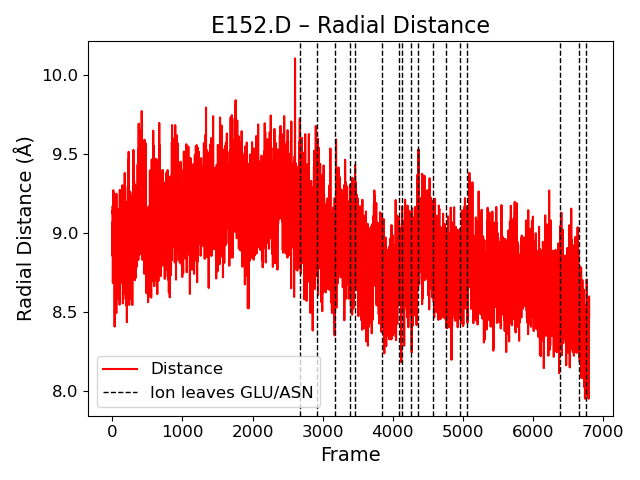 E152.D – Radial Distance
Radial Distance (Å)
10.0
9.5
9.0
8.5
8.0
Distance
Ion leaves GLU/ASN
0 1000 2000 3000 4000 5000 6000 7000
Frame